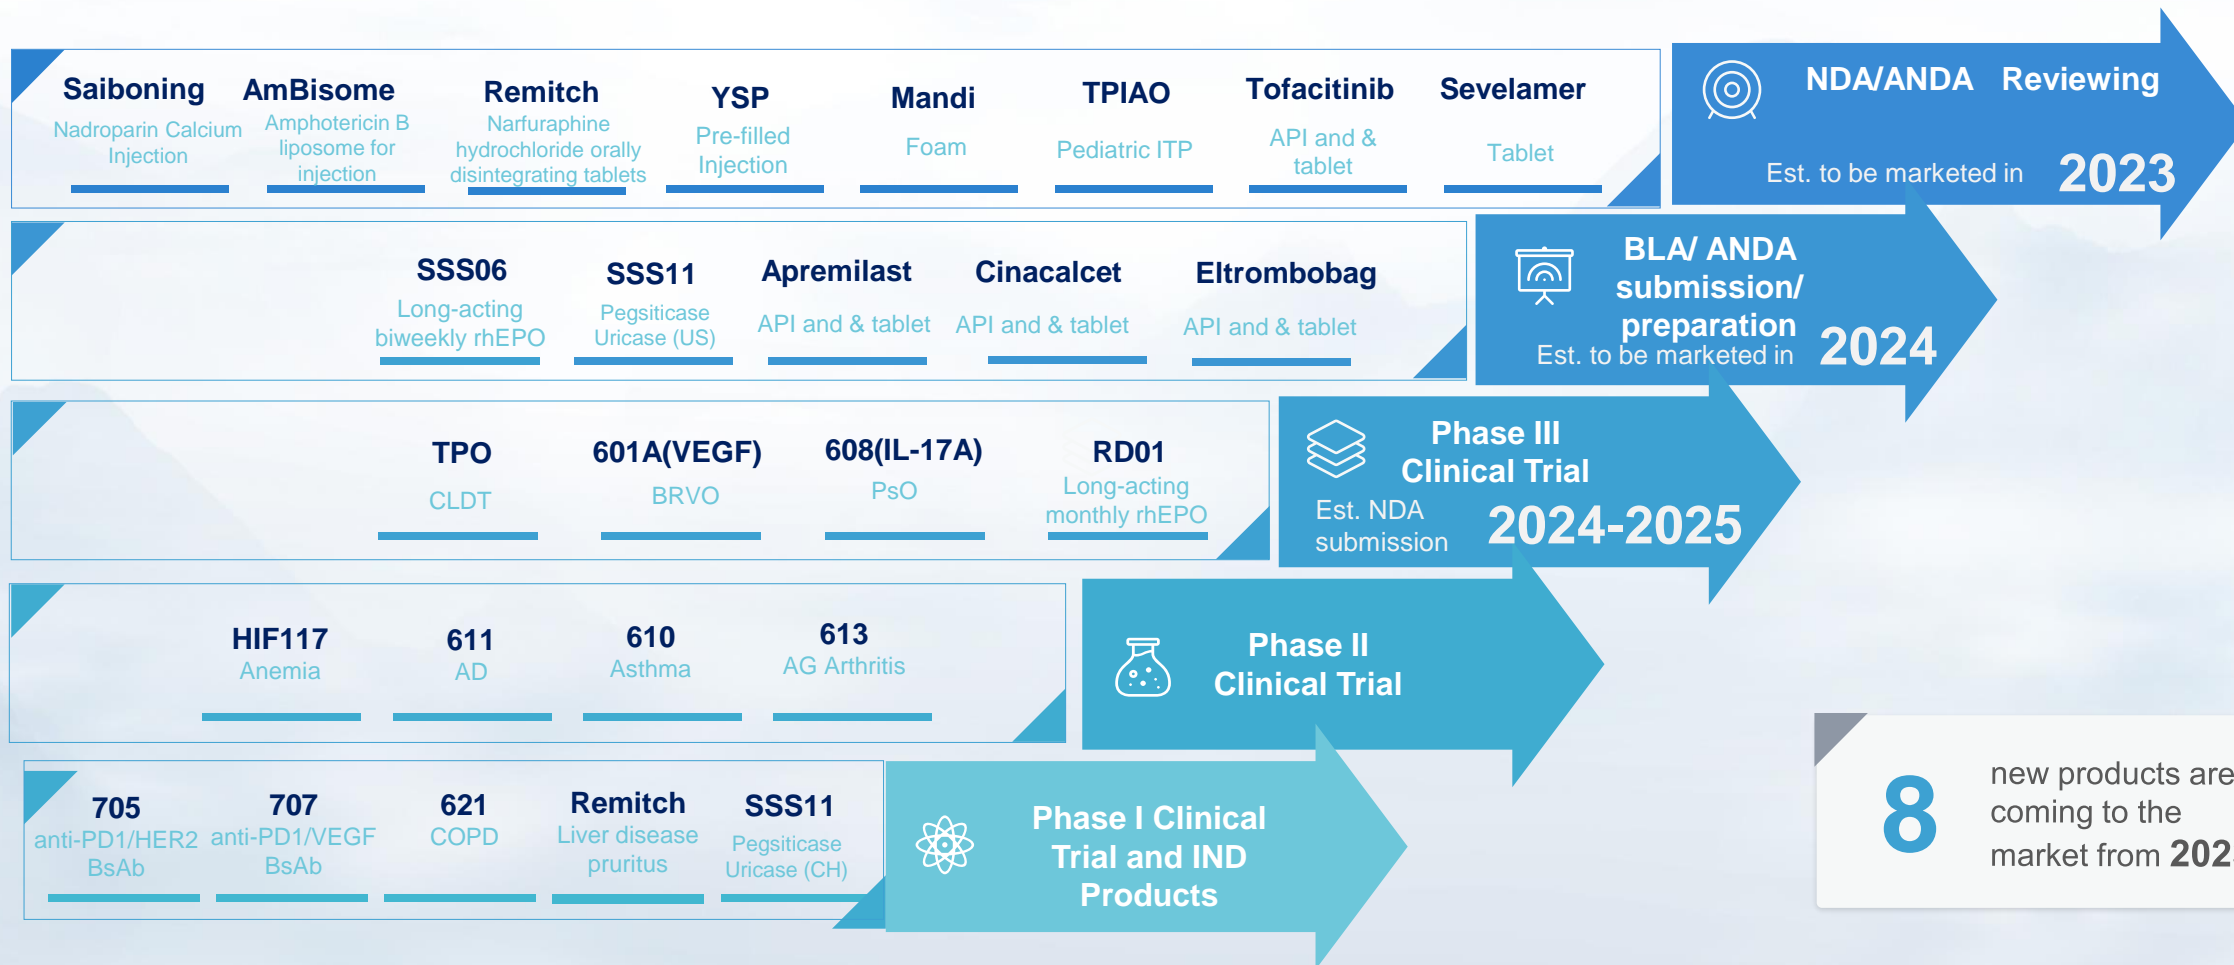 Saiboning
Nadroparin Calcium
Injection
AmBisome
Amphotericin B
liposome for
injection
Remitch
Narfuraphine
hydrochloride orally
disintegrating tablets
YSP
Pre-filled
Injection
Mandi
Foam
TPIAO
Pediatric ITP
Tofacitinib
API and &
tablet
Sevelamer
Tablet
NDA/ANDA Reviewing
Est. to be marketed in 2023
SSS06
Long-acting
biweekly rhEPO
SSS11
Pegsiticase
Uricase (US)
Apremilast
API and & tablet
Cinacalcet
API and & tablet
Eltrombobag
API and & tablet
BLA/ ANDA
submission/
preparation
Est. to be marketed in 2024
TPO
CLDT
601A(VEGF)
BRVO
608(IL-17A)
PsO
RD01
Long-acting
monthly rhEPO
Phase III
Clinical Trial
Est. NDA
submission
2024-2025
HIF117
Anemia
611
AD
610
Asthma
613
AG Arthritis
Phase II
Clinical Trial
705
anti-PD1/HER2
BsAb
707
anti-PD1/VEGF
BsAb
621
COPD
Remitch
Liver disease
pruritus
SSS11
Pegsiticase
Uricase (CH)
Phase I Clinical
Trial and IND
Products
8
new products are
coming to the
market from